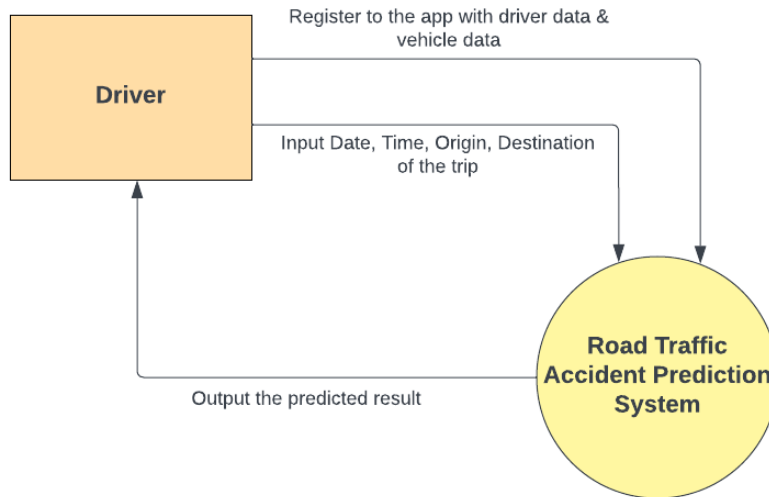 Register to the app with driver data &
vehicle data
Driver
Input Date, Time, Origin, Destination
of the trip
Road Traffic
Accident Prediction
System
Output the predicted result